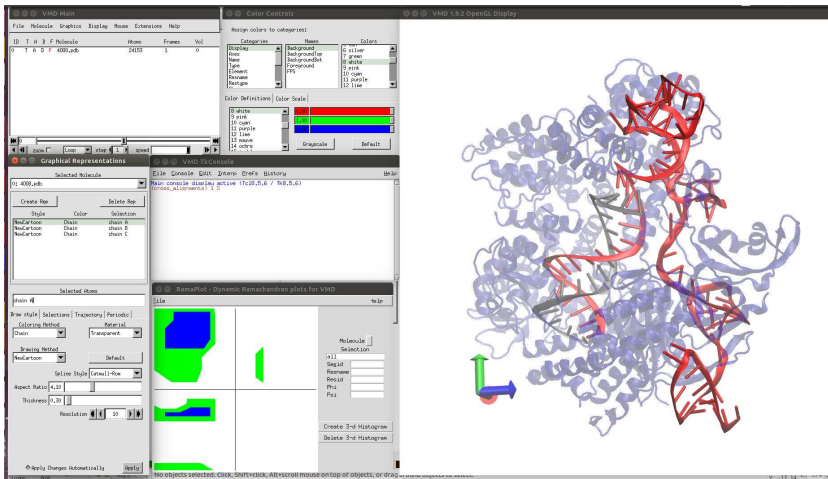 VMD Main
File Molecule Graphics Display Mouse Extensions Help
ID T A D F Molecule Atoms Frames Vol
0 T A D F 4O08.pdb 24153 1 0
zoom Loop step 1 speed
Color Controls
Assign colors to categories:
Categories Names Colors
Display
Axes
Name
Type
Element
Resname
Restype
Background
BackgroundTop
BackgroundBot
Foreground
FPS
6 silver
7 green
8 white
9 pink
10 cyan
11 purple
12 lime
Color Definitions Color Scale
8 white
9 pink
10 cyan
11 purple
12 lime
13 mauve
14 ochre
Grayscale Default
VMD 1.9.2 OpenGL Display
Graphical Representations
Selected Molecule
Create Rep Delete Rep
Style Color Selection
NewCartoon Chain chain A
NewCartoon Chain chain D
NewCartoon Chain chain C
Selected Atoms
chain A
Draw style Selections Trajectory Periodic
Coloring Method Material
Chain Transparent
Drawing Method
NewCartoon Default
Spline Style Catmull-Rom
Aspect Ratio 4.10
Thickness 0.30
Resolution 10
Apply Changes Automatically Apply
VMD TkConsole
File Console Edit Interp Prefs History Help
Main console display active (Tcl8.5.6 / Tk8.5.6)
(cross_alignments) 1 %
RamaPlot - Dynamic Ramachandran plots for VMD
File Help
Molecule
Selection
all
Segid
Resname
Resid
Phi
Psi
Create 3-d Histogram
Delete 3-d Histogram
No objects selected. Click, Shift+click, Alt+scroll mouse on top of objects, or drag around objects to select.